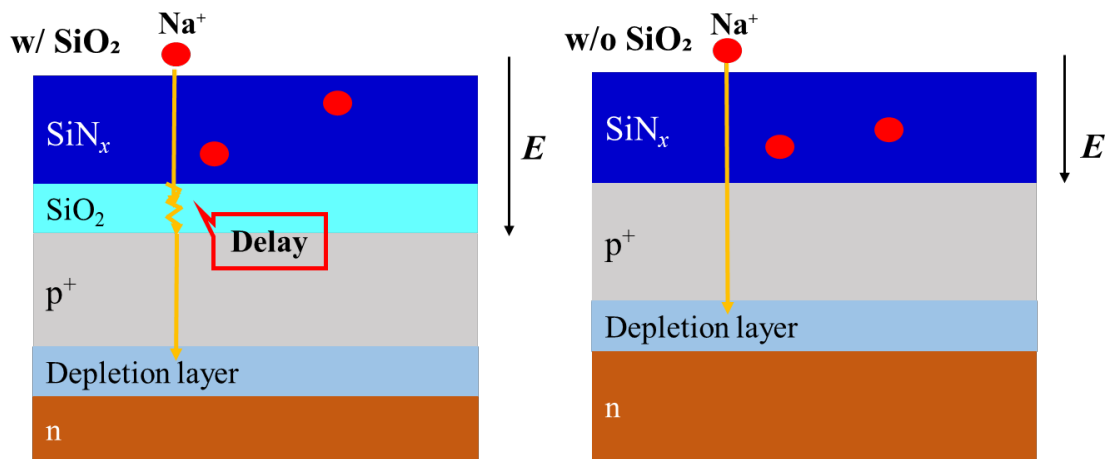 w/ SiO₂
Na⁺
SiNₓ
E
SiO₂
Delay
p⁺
Depletion layer
n
w/o SiO₂
Na⁺
SiNₓ
E
p⁺
Depletion layer
n